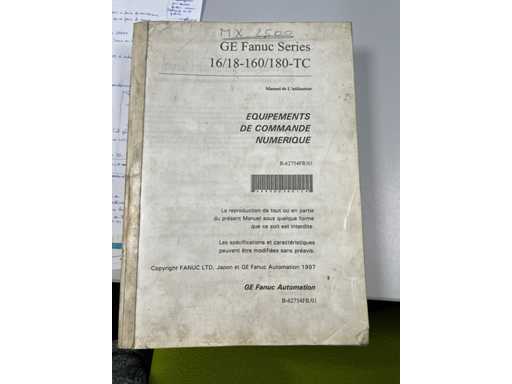 MX 2500
GE Fanuc Series
16/18-160/180-TC
Manuel de L'utilisateur
EQUIPEMENTS
DE COMMANDE
NUMERIQUE
B-62754FR/01
La reproduction de tout ou en partie
du présent Manuel sous quelque forme
que ce soit est interdite.
Les spécifications et caractéristiques
peuvent être modifiées sans préavis.
Copyright FANUC LTD, Japon et GE Fanuc Automation 1997
GE Fanuc Automation
B-62754FR/01